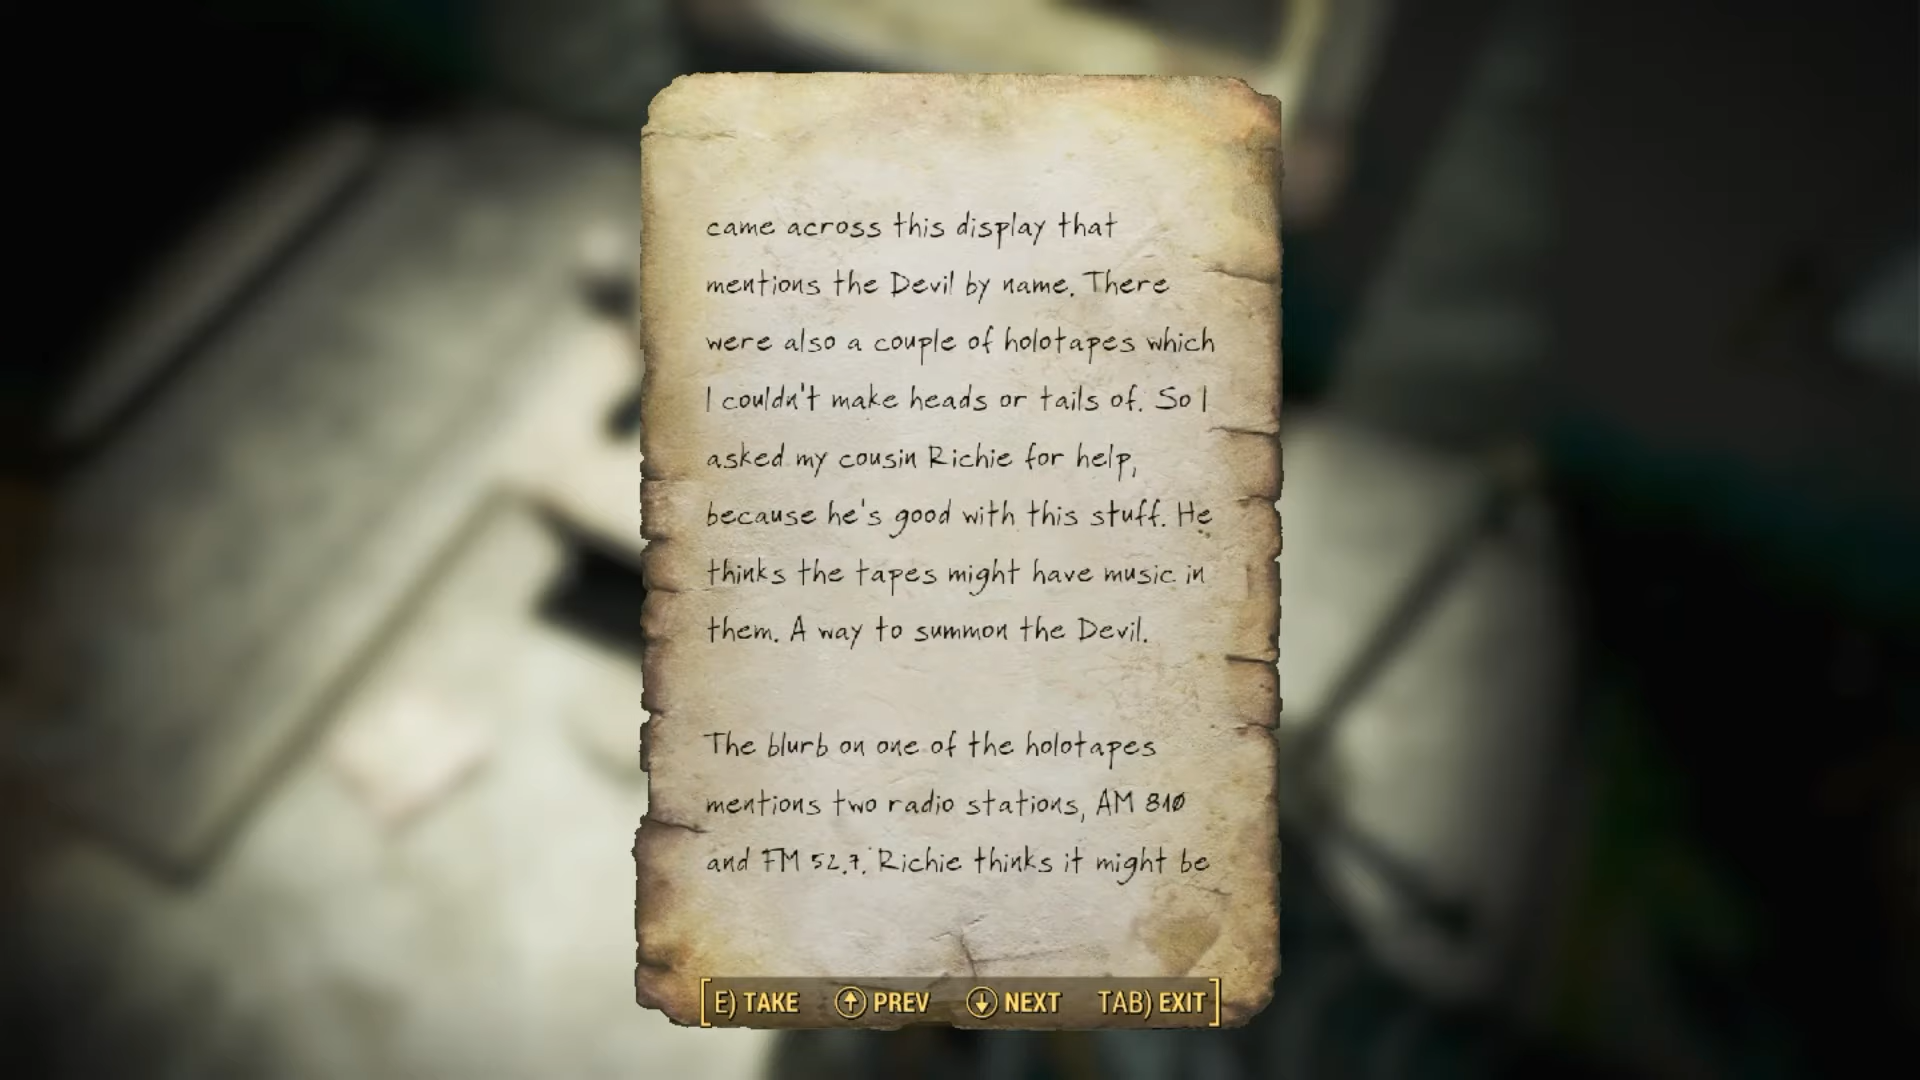 came across this display that
mentions the Devil by name. There
were also a couple of holotapes which
I couldn't make heads or tails of. So I
asked my cousin Richie for help,
because he's good with this stuff. He
thinks the tapes might have music in
them. A way to summon the Devil.
The blurb on one of the holotapes
mentions two radio stations, AM 810
and FM 52.7. Richie thinks it might be
E) TAKE PREV NEXT TAB) EXIT